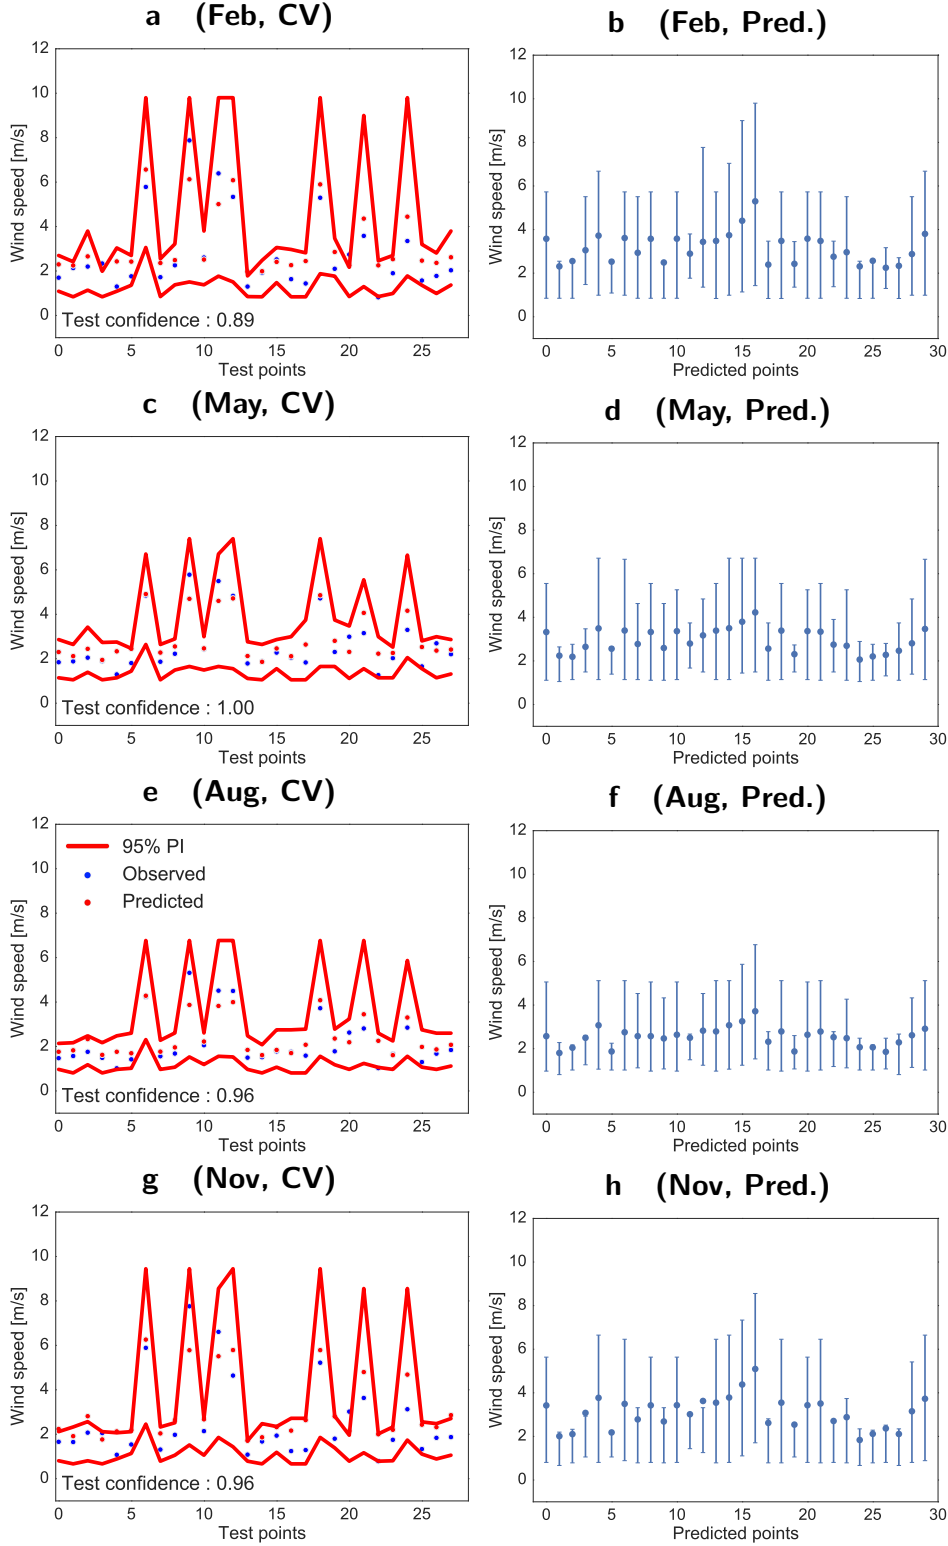 a (Feb, CV)
12
10
8
6
4
2
0
Wind speed [m/s]
Test confidence : 0.89
0 5 10 15 20 25
Test points
b (Feb, Pred.)
12
10
8
6
4
2
0
Wind speed [m/s]
0 5 10 15 20 25 30
Predicted points
c (May, CV)
12
10
8
6
4
2
0
Wind speed [m/s]
Test confidence : 1.00
0 5 10 15 20 25
Test points
d (May, Pred.)
12
10
8
6
4
2
0
Wind speed [m/s]
0 5 10 15 20 25 30
Predicted points
e (Aug, CV)
12
10
8
6
4
2
0
Wind speed [m/s]
95% PI
Observed
Predicted
Test confidence : 0.96
0 5 10 15 20 25
Test points
f (Aug, Pred.)
12
10
8
6
4
2
0
Wind speed [m/s]
0 5 10 15 20 25 30
Predicted points
g (Nov, CV)
12
10
8
6
4
2
0
Wind speed [m/s]
Test confidence : 0.96
0 5 10 15 20 25
Test points
h (Nov, Pred.)
12
10
8
6
4
2
0
Wind speed [m/s]
0 5 10 15 20 25 30
Predicted points